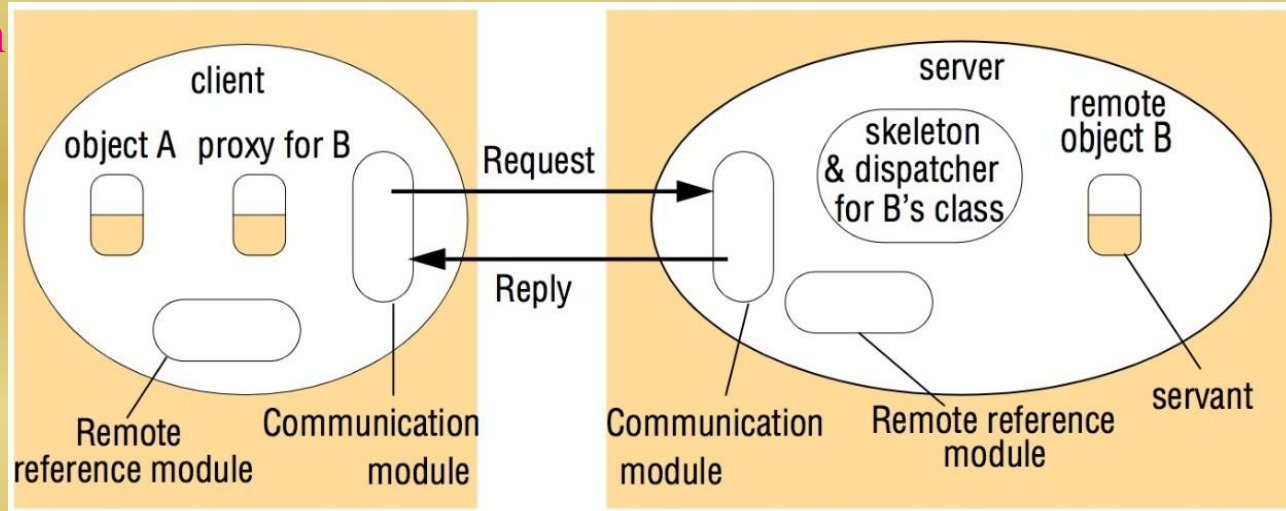 client
object A
proxy for B
Remote
reference module
Communication
module
Request
Reply
server
skeleton
& dispatcher
for B's class
remote
object B
Communication
module
Remote reference
module
servant